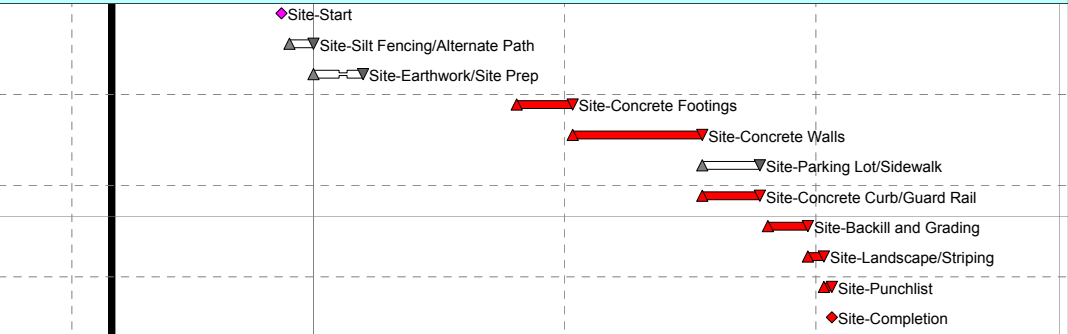 Site-Start
Site-Silt Fencing/Alternate Path
Site-Earthwork/Site Prep
Site-Concrete Footings
Site-Concrete Walls
Site-Parking Lot/Sidewalk
Site-Concrete Curb/Guard Rail
Site-Backill and Grading
Site-Landscape/Striping
Site-Punchlist
Site-Completion